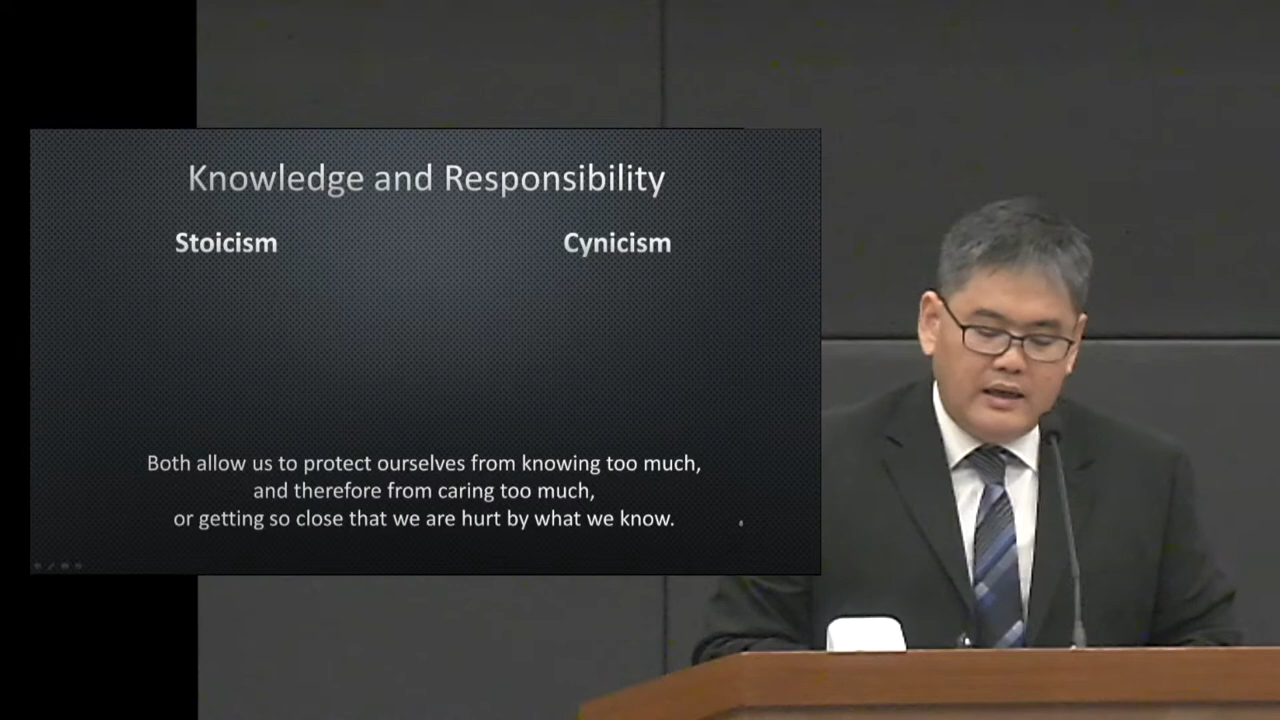 Knowledge and Responsibility
Stoicism
Cynicism
Both allow us to protect ourselves from knowing too much,
and therefore from caring too much,
or getting so close that we are hurt by what we know.